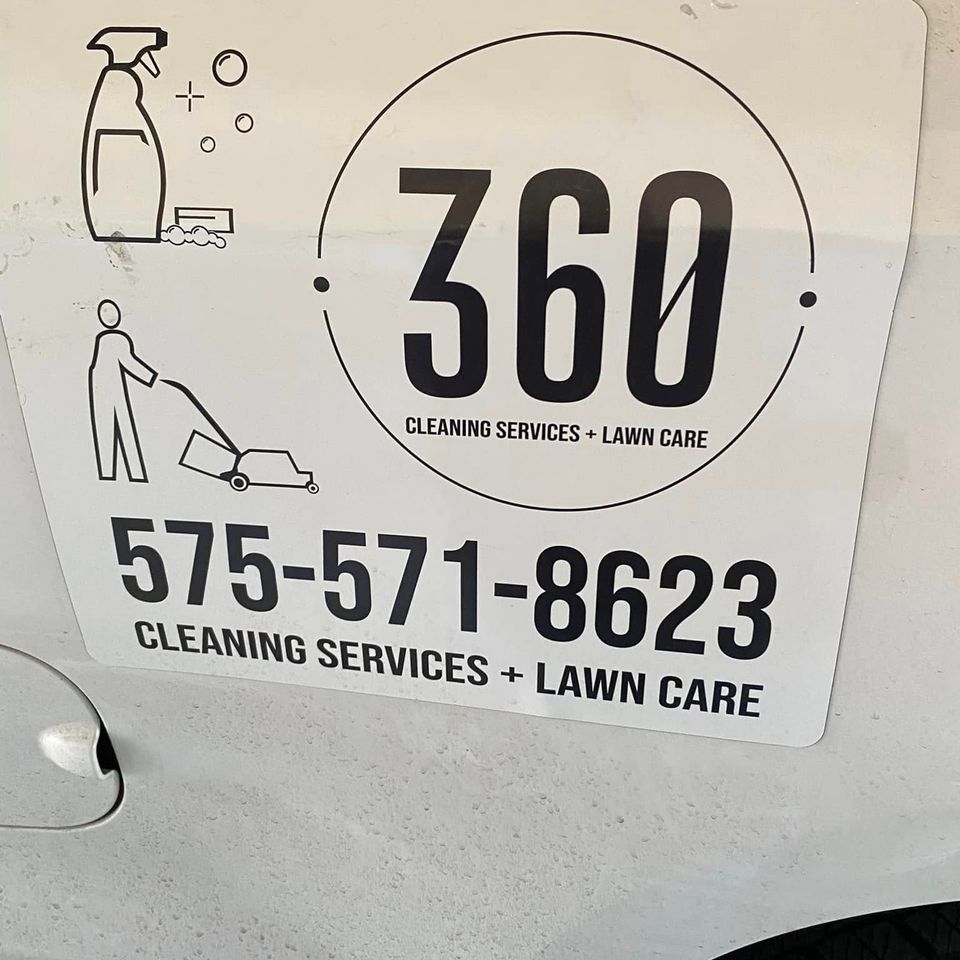 360
CLEANING SERVICES + LAWN CARE
575-571-8623
CLEANING SERVICES + LAWN CARE